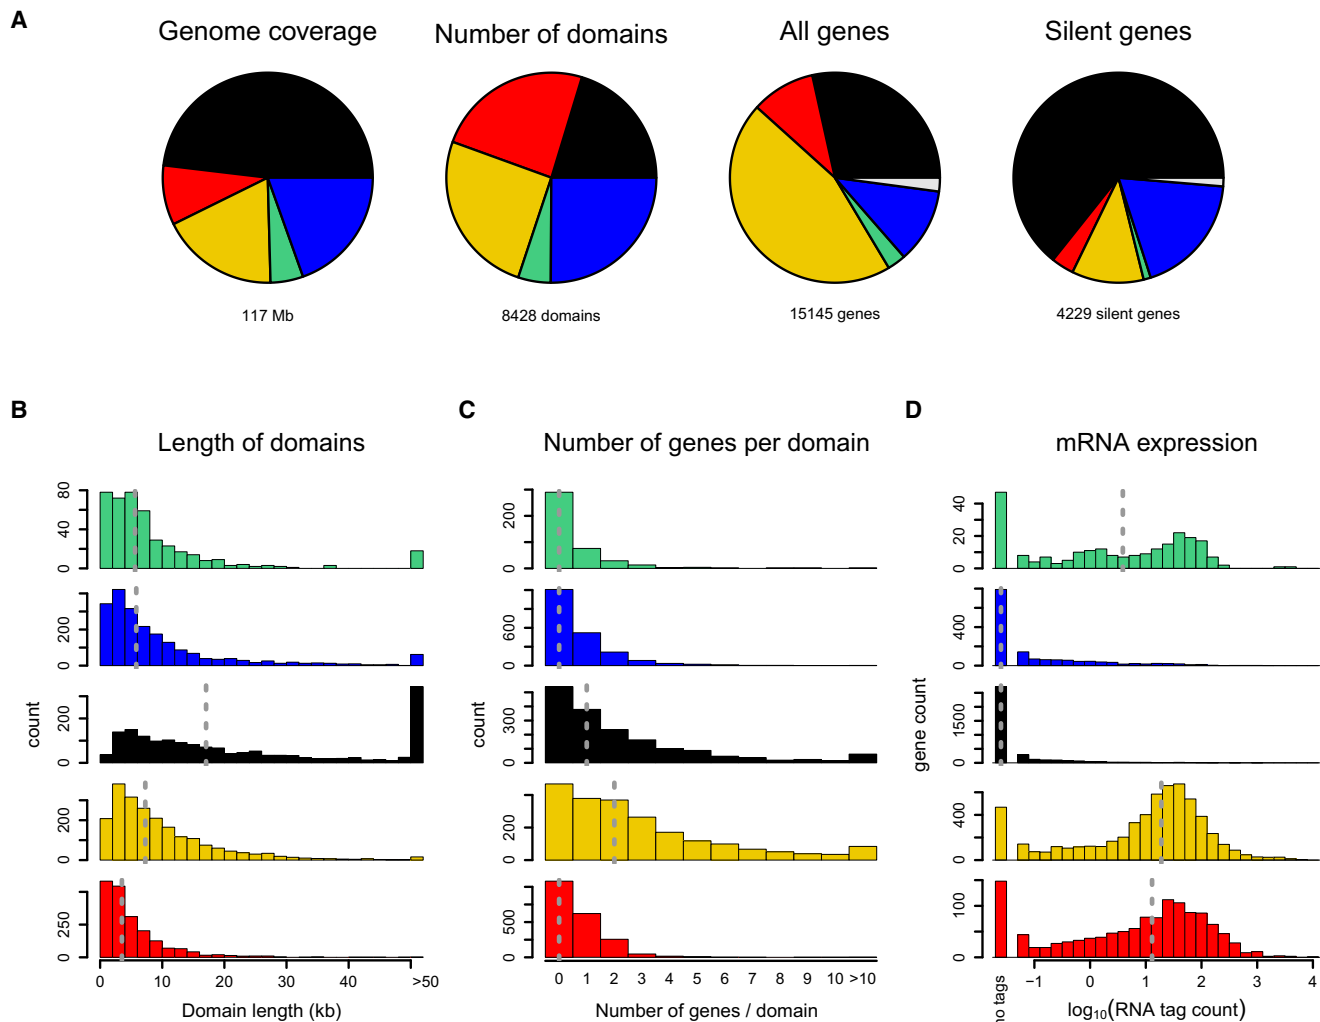 A
Genome coverage
Number of domains
All genes
Silent genes
117 Mb
8428 domains
15145 genes
4229 silent genes
B
Length of domains
C
Number of genes per domain
D
mRNA expression
80
40
0
200
0
200
0
200
0
250
0
count
0
10
20
30
40
>50
Domain length (kb)
200
0
600
0
300
0
200
0
500
0
count
0
1
2
3
4
5
6
7
8
9
10
>10
Number of genes / domain
40
20
0
400
0
1500
0
400
0
100
0
gene count
no tags
−1
0
1
2
3
4
log₁₀(RNA tag count)